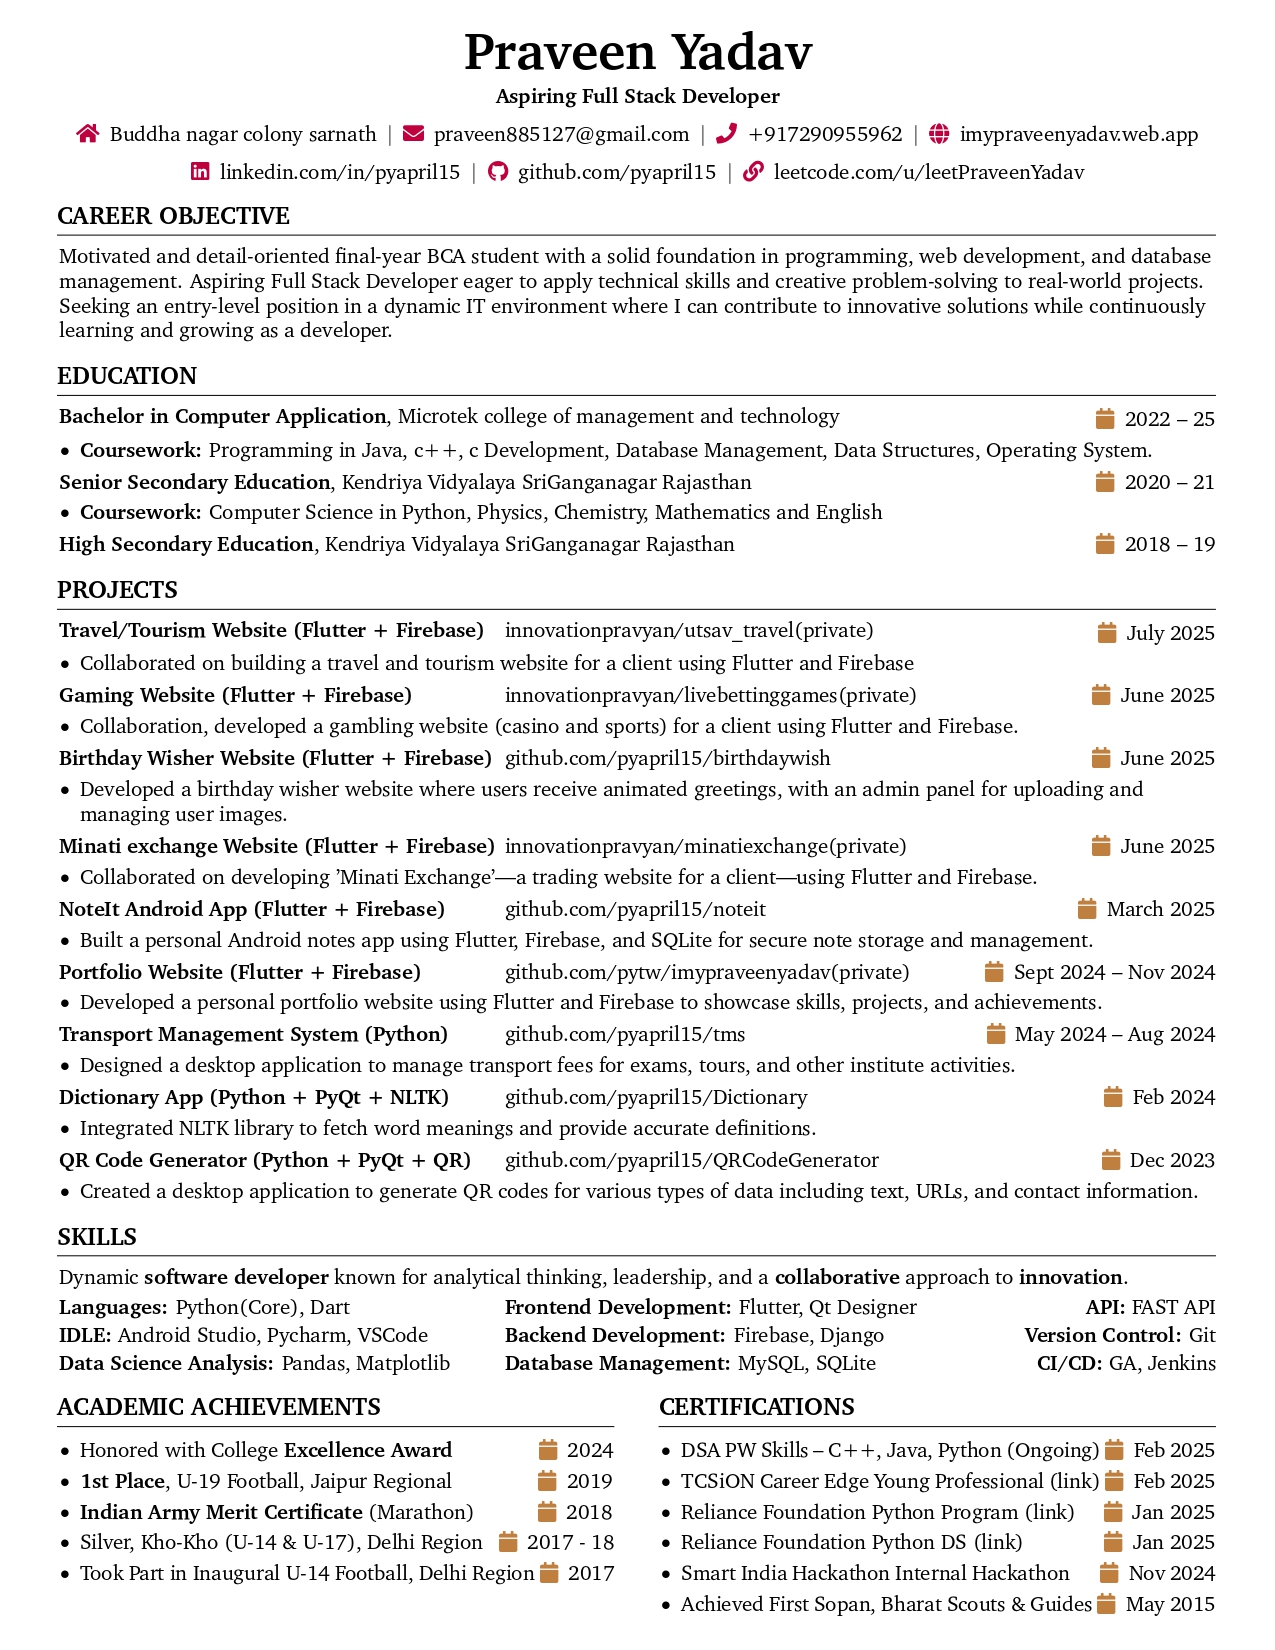 Praveen Yadav
Aspiring Full Stack Developer
Buddha nagar colony sarnath | praveen885127@gmail.com | +917290955962 | imypraveenyadav.web.app
linkedin.com/in/pyapril15 | github.com/pyapril15 | leetcode.com/u/leetPraveenYadav
CAREER OBJECTIVE
Motivated and detail-oriented final-year BCA student with a solid foundation in programming, web development, and database
management. Aspiring Full Stack Developer eager to apply technical skills and creative problem-solving to real-world projects.
Seeking an entry-level position in a dynamic IT environment where I can contribute to innovative solutions while continuously
learning and growing as a developer.
EDUCATION
Bachelor in Computer Application, Microtek college of management and technology 2022 – 25
• Coursework: Programming in Java, c++, c Development, Database Management, Data Structures, Operating System.
Senior Secondary Education, Kendriya Vidyalaya SriGanganagar Rajasthan 2020 – 21
• Coursework: Computer Science in Python, Physics, Chemistry, Mathematics and English
High Secondary Education, Kendriya Vidyalaya SriGanganagar Rajasthan 2018 – 19
PROJECTS
Travel/Tourism Website (Flutter + Firebase) innovationpravyan/utsav_travel(private) July 2025
• Collaborated on building a travel and tourism website for a client using Flutter and Firebase
Gaming Website (Flutter + Firebase) innovationpravyan/livebettinggames(private) June 2025
• Collaboration, developed a gambling website (casino and sports) for a client using Flutter and Firebase.
Birthday Wisher Website (Flutter + Firebase) github.com/pyapril15/birthdaywish June 2025
• Developed a birthday wisher website where users receive animated greetings, with an admin panel for uploading and
managing user images.
Minati exchange Website (Flutter + Firebase) innovationpravyan/minatiexchange(private) June 2025
• Collaborated on developing ’Minati Exchange’—a trading website for a client—using Flutter and Firebase.
NoteIt Android App (Flutter + Firebase) github.com/pyapril15/noteit March 2025
• Built a personal Android notes app using Flutter, Firebase, and SQLite for secure note storage and management.
Portfolio Website (Flutter + Firebase) github.com/pytw/imypraveenyadav(private) Sept 2024 – Nov 2024
• Developed a personal portfolio website using Flutter and Firebase to showcase skills, projects, and achievements.
Transport Management System (Python) github.com/pyapril15/tms May 2024 – Aug 2024
• Designed a desktop application to manage transport fees for exams, tours, and other institute activities.
Dictionary App (Python + PyQt + NLTK) github.com/pyapril15/Dictionary Feb 2024
• Integrated NLTK library to fetch word meanings and provide accurate definitions.
QR Code Generator (Python + PyQt + QR) github.com/pyapril15/QRCodeGenerator Dec 2023
• Created a desktop application to generate QR codes for various types of data including text, URLs, and contact information.
SKILLS
Dynamic software developer known for analytical thinking, leadership, and a collaborative approach to innovation.
Languages: Python(Core), Dart Frontend Development: Flutter, Qt Designer API: FAST API
IDLE: Android Studio, Pycharm, VSCode Backend Development: Firebase, Django Version Control: Git
Data Science Analysis: Pandas, Matplotlib Database Management: MySQL, SQLite CI/CD: GA, Jenkins
ACADEMIC ACHIEVEMENTS
• Honored with College Excellence Award 2024
• 1st Place, U-19 Football, Jaipur Regional 2019
• Indian Army Merit Certificate (Marathon) 2018
• Silver, Kho-Kho (U-14 & U-17), Delhi Region 2017 - 18
• Took Part in Inaugural U-14 Football, Delhi Region 2017
CERTIFICATIONS
• DSA PW Skills – C++, Java, Python (Ongoing) Feb 2025
• TCSiON Career Edge Young Professional (link) Feb 2025
• Reliance Foundation Python Program (link) Jan 2025
• Reliance Foundation Python DS (link) Jan 2025
• Smart India Hackathon Internal Hackathon Nov 2024
• Achieved First Sopan, Bharat Scouts & Guides May 2015